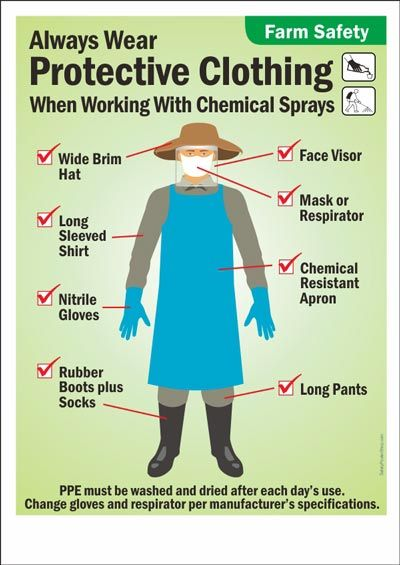 Farm Safety
Always Wear
Protective Clothing
When Working With Chemical Sprays
Wide Brim
Hat
Face Visor
Mask or
Respirator
Long
Sleeved
Shirt
Chemical
Resistant
Apron
Nitrile
Gloves
Rubber
Boots plus
Socks
Long Pants
PPE must be washed and dried after each day's use.
Change gloves and respirator per manufacturer's specifications.
SafetyPosterShop.com